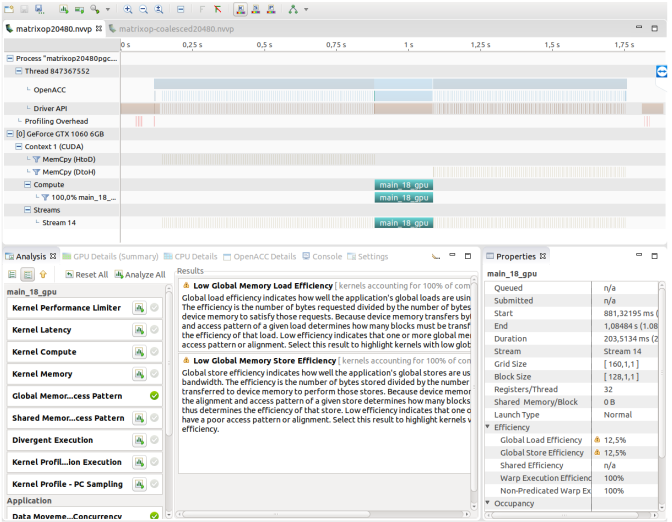 matrixop20480.nvvp
matrixop-coalesced20480.nvvp
0 s
0,25 s
0,5 s
0,75 s
1 s
1,25 s
1,5 s
1,75 s
Process "matrixop20480pgc...
Thread 847367552
OpenACC
Driver API
Profiling Overhead
[0] GeForce GTX 1060 6GB
Context 1 (CUDA)
MemCpy (HtoD)
MemCpy (DtoH)
Compute
main_18_gpu
100,0% main_18_...
main_18_gpu
Streams
Stream 14
main_18_gpu
Analysis
GPU Details (Summary)
CPU Details
OpenACC Details
Console
Settings
Reset All
Analyze All
main_18_gpu
Kernel Performance Limiter
Kernel Latency
Kernel Compute
Kernel Memory
Global Memor...cess Pattern
Shared Memor...cess Pattern
Divergent Execution
Kernel Profil...ion Execution
Kernel Profile - PC Sampling
Application
Data Moveme...Concurrency
Results
Low Global Memory Load Efficiency [ kernels accounting for 100% of com
Global load efficiency indicates how well the application's global loads are usin
The efficiency is the number of bytes requested divided by the number of bytes
device memory to satisfy those requests. Because device memory transfers byt
and access pattern of a given load determines how many blocks must be transf
the efficiency of that load. Low efficiency indicates that one or more global mer
access pattern or alignment. Select this result to highlight kernels with low glob
Low Global Memory Store Efficiency [ kernels accounting for 100% of con
Global store efficiency indicates how well the application's global stores are us
bandwidth. The efficiency is the number of bytes stored divided by the number
transferred to device memory to perform those stores. Because device memor
the alignment and access pattern of a given store determines how many blocks
thus determines the efficiency of that store. Low efficiency indicates that one o
have a poor access pattern or alignment. Select this result to highlight kernels v
efficiency.
Properties
main_18_gpu
Queued n/a
Submitted n/a
Start 881,32195 ms (
End 1,08484 s (1.08
Duration 203,5134 ms (2
Stream Stream 14
Grid Size [ 160,1,1 ]
Block Size [ 128,1,1 ]
Registers/Thread 32
Shared Memory/Block 0 B
Launch Type Normal
Efficiency
Global Load Efficiency 12,5%
Global Store Efficiency 12,5%
Shared Efficiency n/a
Warp Execution Efficienc 100%
Non-Predicated Warp Ex 100%
Occupancy